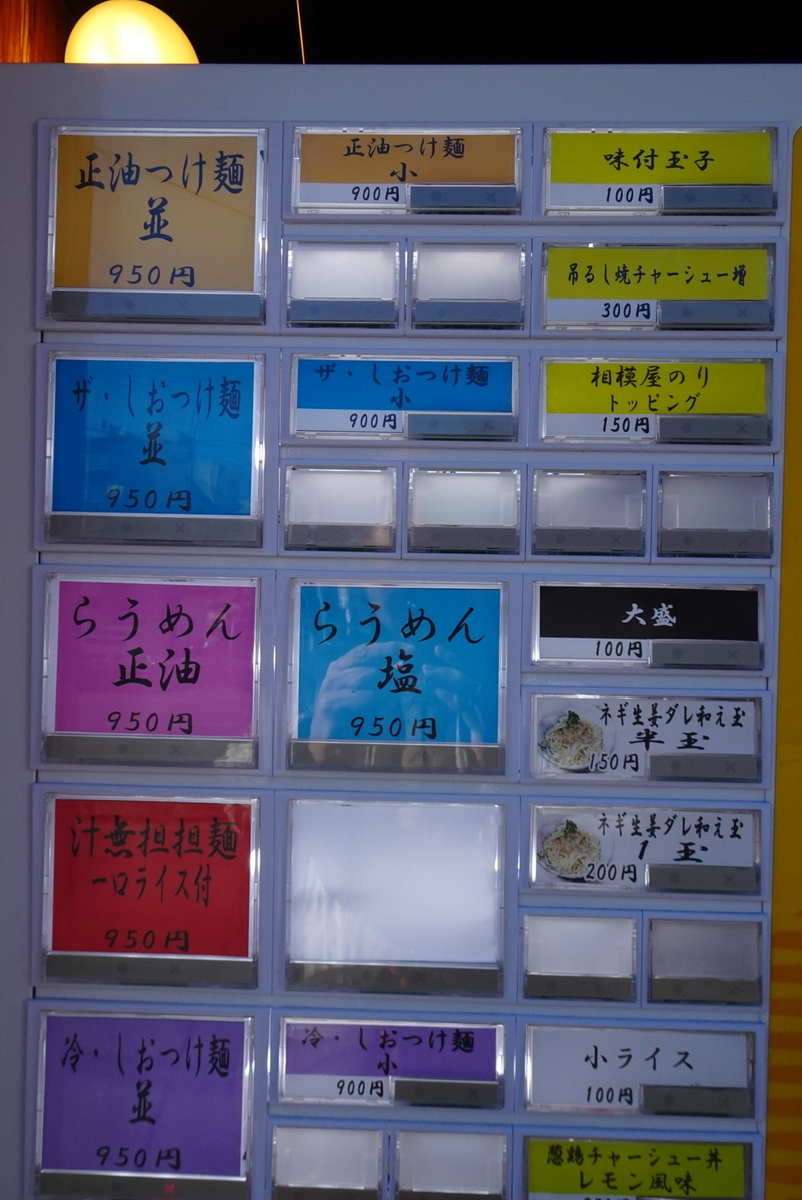 正油つけ麺
並
950円
正油つけ麺
小
900円
味付玉子
100円
吊るし焼チャーシュー増
300円
ザ・しおつけ麺
並
950円
ザ・しおつけ麺
小
900円
相模屋のり
トッピング
150円
らうめん
正油
950円
らうめん
塩
950円
大盛
100円
ネギ生姜ダレ和え玉
半玉
150円
ネギ生姜ダレ和え玉
1玉
200円
汁無担担麺
一口ライス付
950円
冷・しおつけ麺
並
950円
冷・しおつけ麺
小
900円
小ライス
100円
葱鶏チャーシュー丼
レモン風味